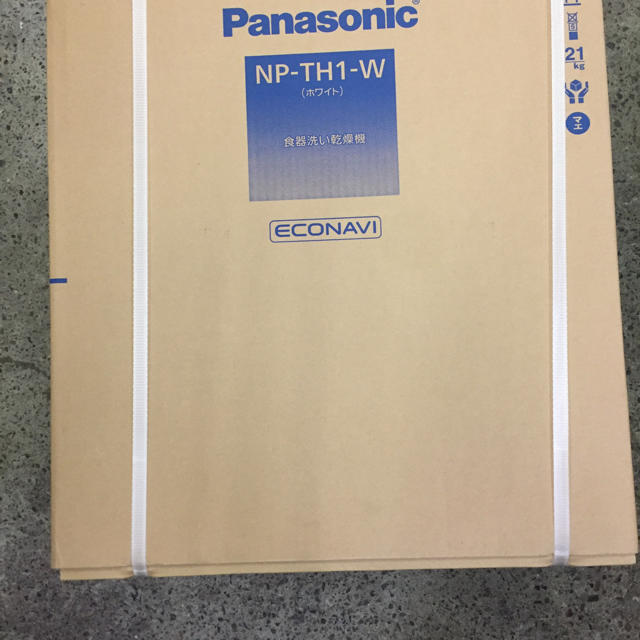 Panasonic®
NP-TH1-W
(ホワイト)
食器洗い乾燥機
ECONAVI
21
kg
マエ